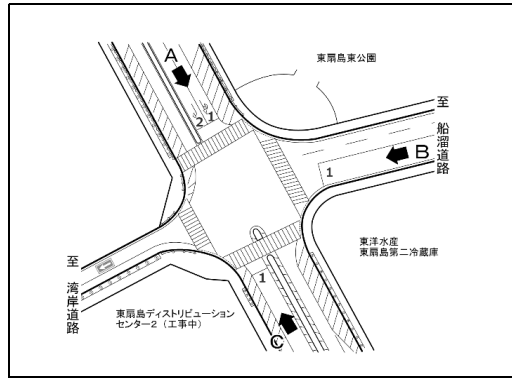 A
東扇島東公園
2 1
至 船溜道路
B
1
東洋水産
東扇島第二冷蔵庫
至 湾岸道路
1
東扇島ディストリビューション
センター2（工事中）
C